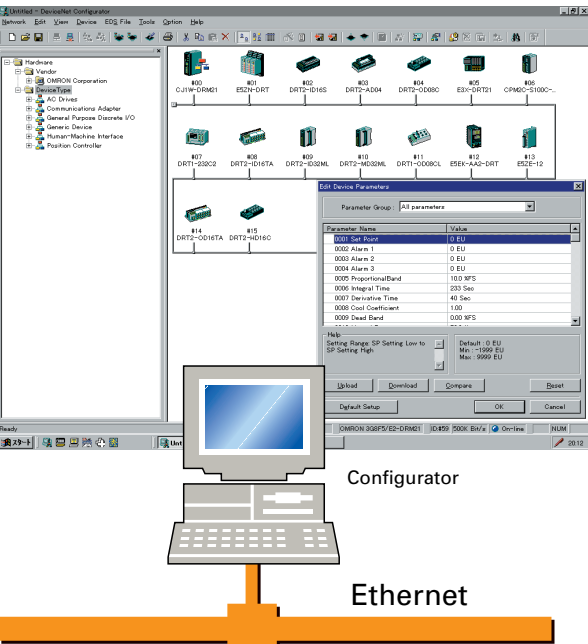 Untitled - DeviceNet Configurator
Network Edit View Device EDS File Tools Option Help
Hardware
Vendor
OMRON Corporation
DeviceType
AC Drives
Communications Adapter
General Purpose Discrete I/O
Generic Device
Human-Machine Interface
Position Controller
#00 #01 #02 #03 #04 #05 #06
CJ1W-DRM21 E5ZN-DRT DRT2-ID16S DRT2-AD04 DRT2-OD08C E3X-DRT21 CPM2C-S100C-...
#07 #08 #09 #10 #11 #12 #13
DRT1-232C2 DRT2-ID16TA DRT2-ID32ML DRT2-MD32ML DRT1-OD08CL E5EK-AA2-DRT E5ZE-12
#14 #15
DRT2-OD16TA DRT2-HD16C
Edit Device Parameters
Parameter Group : All parameters
Parameter Name Value
0001 Set Point 0 EU
0002 Alarm 1 0 EU
0003 Alarm 2 0 EU
0004 Alarm 3 0 EU
0005 ProportionalBand 10.0 %FS
0006 Integral Time 233 Sec
0007 Derivative Time 40 Sec
0008 Cool Coefficient 1.00
0009 Dead Band 0.00 %FS
Help
Setting Range: SP Setting Low to
SP Setting High
Default : 0 EU
Min : -1999 EU
Max : 9999 EU
Upload Download Compare Reset
Default Setup OK Cancel
Ready OMRON 3G8F5/E2-DRM21 ID:#59 500K Bit/s On-line NUM
スタート Unt 20:12
Configurator
Ethernet